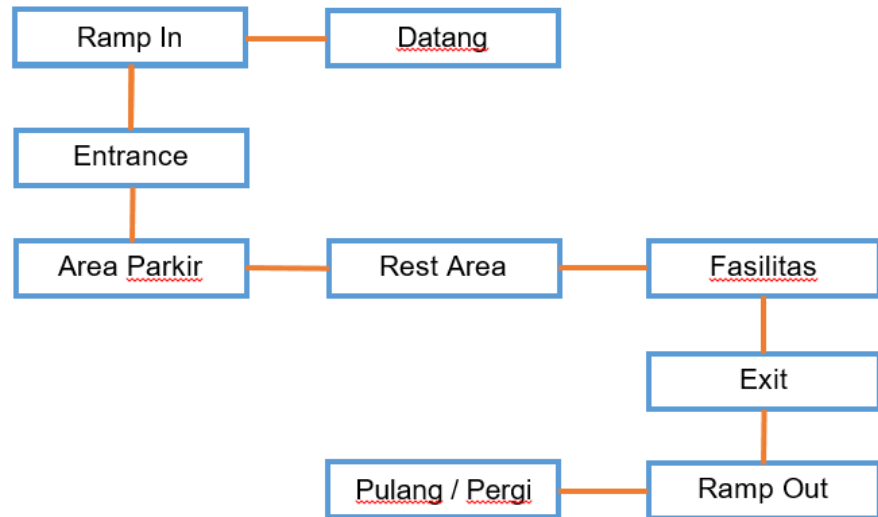 Ramp In
Datang
Entrance
Area Parkir
Rest Area
Fasilitas
Exit
Pulang / Pergi
Ramp Out